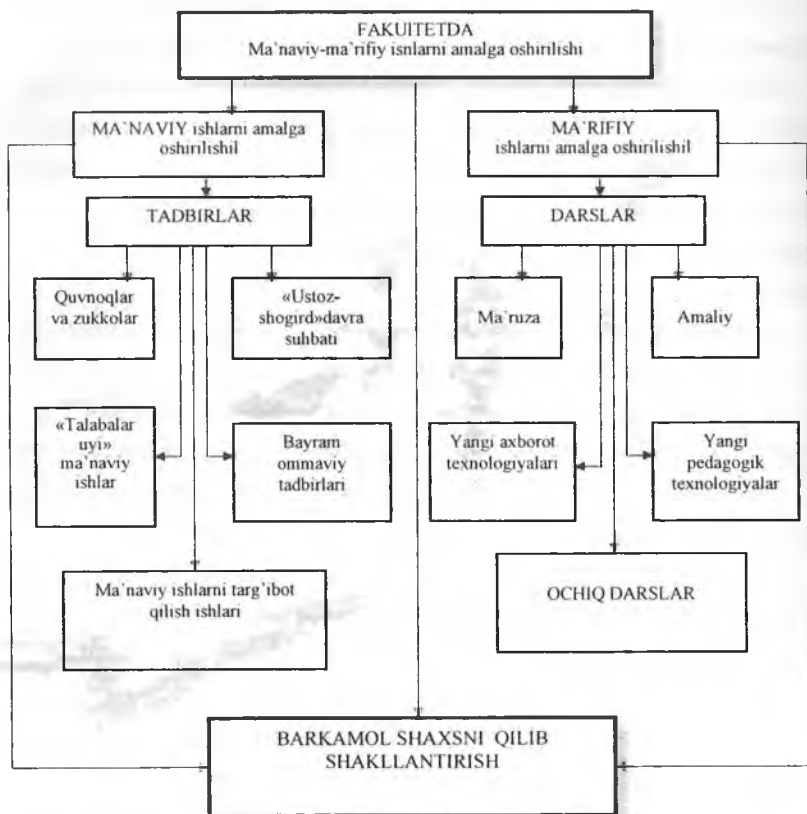 FAKUITETDA
Ma`naviy-ma`rifiy isnlarni amalga oshirilishi
MA`NAVIY ishlarni amalga
oshirilishil
MA`RIFIY
ishlarni amalga oshirilishil
TADBIRLAR
DARSLAR
Quvnoqlar
va zukkolar
«Ustoz-
shogird»davra
suhbati
Ma`ruza
Amaliy
«Talabalar
uyi»
ma`naviy
ishlar
Bayram
ommaviy
tadbirlari
Yangi axborot
texnologiyalari
Yangi
pedagogik
texnologiyalar
Ma`naviy ishlarni targ'ibot
qilish ishlari
OCHIQ DARSLAR
BARKAMOL SHAXSNI QILIB
SHAKLLANTIRISH